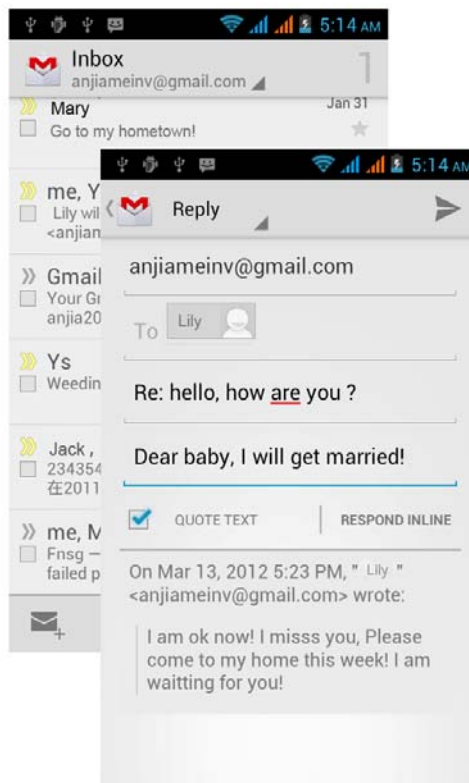 5:14 AM
Inbox
anjiameinv@gmail.com
1
Mary
Jan 31
Go to my hometown!
me, Y
Lily wil
<anjian
Gmail
Your Gr
anjia20
Ys
Weedin
Jack ,
234354
在2011
me, M
Fnsg —
failed p
5:14 AM
Reply
anjiameinv@gmail.com
To Lily
Re: hello, how are you ?
Dear baby, I will get married!
QUOTE TEXT
RESPOND INLINE
On Mar 13, 2012 5:23 PM, " Lily "
<anjiameinv@gmail.com> wrote:
I am ok now! I misss you, Please
come to my home this week! I am
waitting for you!